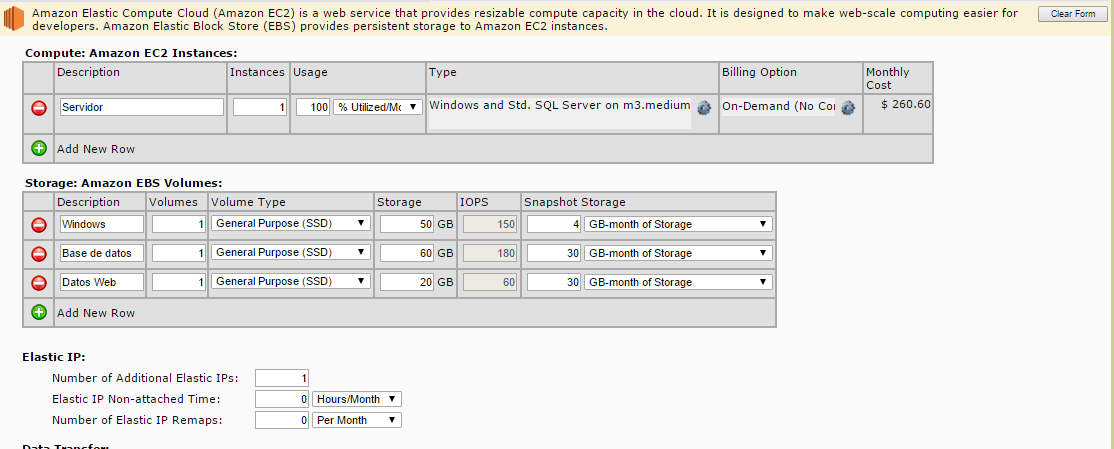 Amazon Elastic Compute Cloud (Amazon EC2) is a web service that provides resizable compute capacity in the cloud. It is designed to make web-scale computing easier for
developers. Amazon Elastic Block Store (EBS) provides persistent storage to Amazon EC2 instances.
Clear Form
Compute: Amazon EC2 Instances:
Description Instances Usage Type Billing Option Monthly Cost
Servidor 1 100 % Utilized/Mo Windows and Std. SQL Server on m3.medium On-Demand (No Cor $ 260.60
Add New Row
Storage: Amazon EBS Volumes:
Description Volumes Volume Type Storage IOPS Snapshot Storage
Windows 1 General Purpose (SSD) 50 GB 150 4 GB-month of Storage
Base de datos 1 General Purpose (SSD) 60 GB 180 30 GB-month of Storage
Datos Web 1 General Purpose (SSD) 20 GB 60 30 GB-month of Storage
Add New Row
Elastic IP:
Number of Additional Elastic IPs: 1
Elastic IP Non-attached Time: 0 Hours/Month
Number of Elastic IP Remaps: 0 Per Month
Data Transfer: